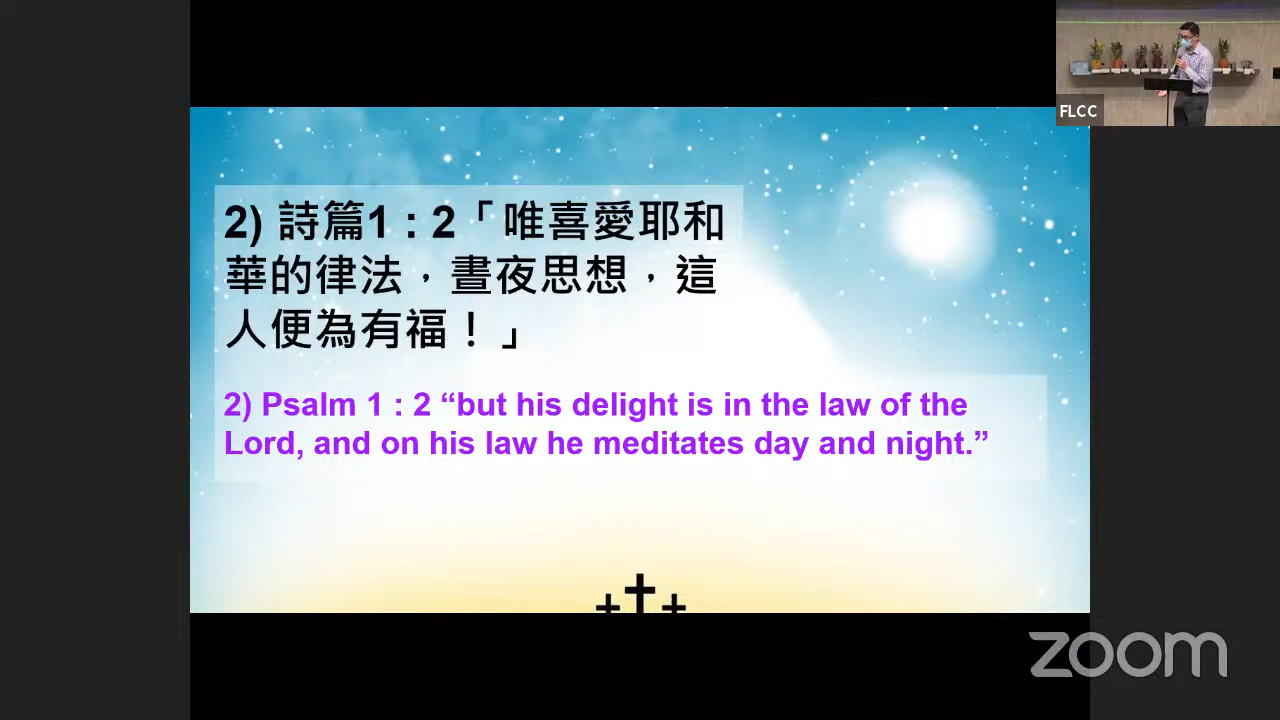 FLCC
2) 詩篇1 : 2「唯喜愛耶和
華的律法，晝夜思想，這
人便為有福！」
2) Psalm 1 : 2 “but his delight is in the law of the
Lord, and on his law he meditates day and night.”
zoom